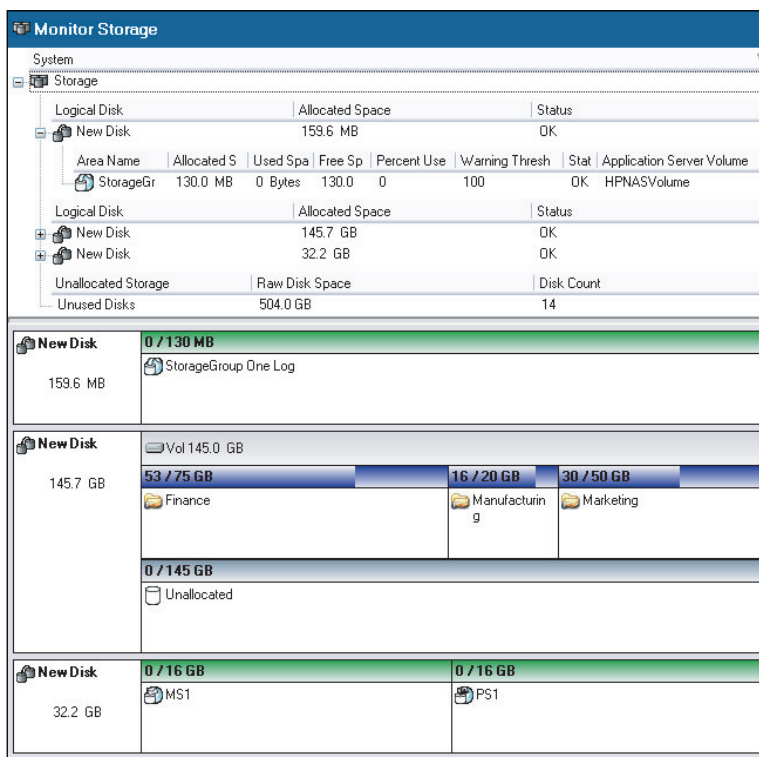 Monitor Storage
System
Storage
Logical Disk Allocated Space Status
New Disk 159.6 MB OK
Area Name Allocated S Used Spa Free Sp Percent Use Warning Thresh Stat Application Server Volume
StorageGr 130.0 MB 0 Bytes 130.0 0 100 OK HPNASVolume
Logical Disk Allocated Space Status
New Disk 145.7 GB OK
New Disk 32.2 GB OK
Unallocated Storage Raw Disk Space Disk Count
Unused Disks 504.0 GB 14
New Disk 0 / 130 MB
StorageGroup One Log
159.6 MB
New Disk Vol 145.0 GB
145.7 GB 53 / 75 GB 16 / 20 GB 30 / 50 GB
Finance Manufacturin Marketing
g
0 / 145 GB
Unallocated
New Disk 0 / 16 GB 0 / 16 GB
MS1 PS1
32.2 GB